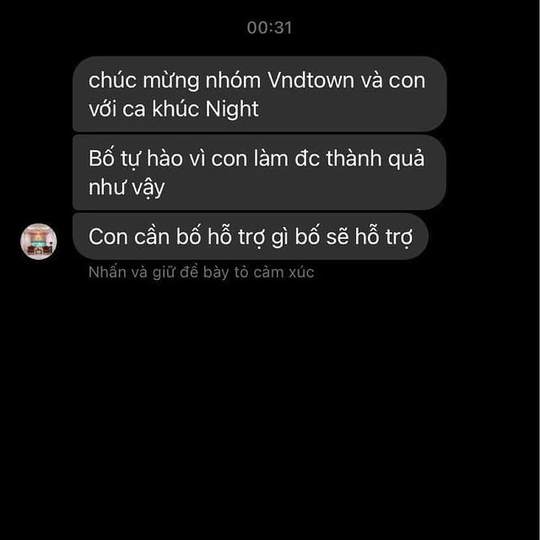 00:31
chúc mừng nhóm Vndtown và con
với ca khúc Night
Bố tự hào vì con làm đc thành quả
như vậy
Con cần bố hỗ trợ gì bố sẽ hỗ trợ
Nhấn và giữ để bày tỏ cảm xúc